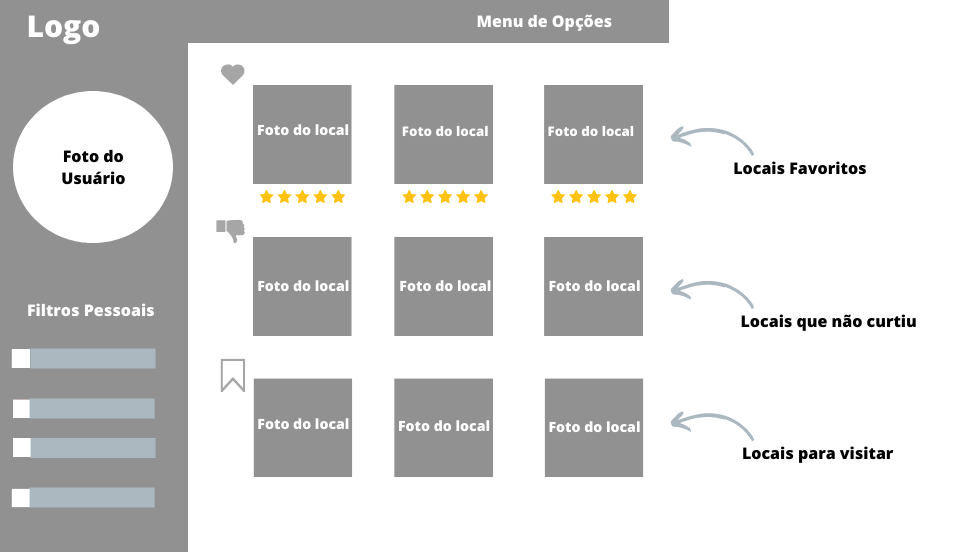 Logo
Menu de Opções
Foto do
Usuário
Filtros Pessoais
Foto do local
Foto do local
Foto do local
Locais Favoritos
Foto do local
Foto do local
Foto do local
Locais que não curtiu
Foto do local
Foto do local
Foto do local
Locais para visitar